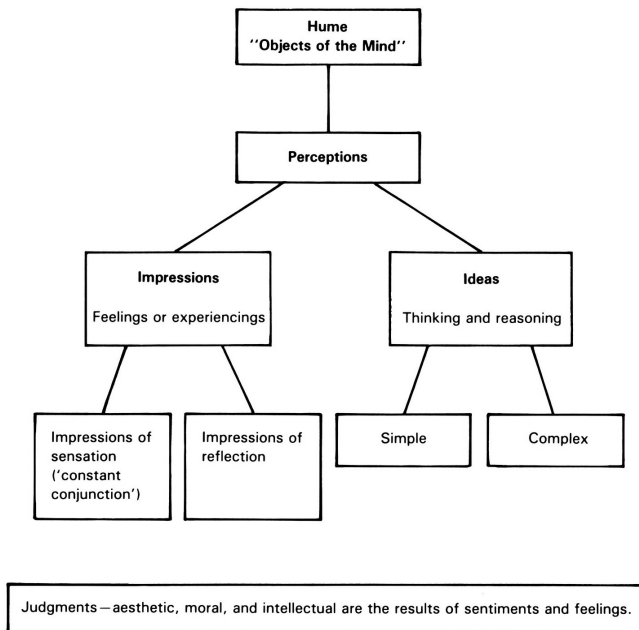 Hume
''Objects of the Mind''
Perceptions
Impressions
Feelings or experiencings
Ideas
Thinking and reasoning
Impressions of
sensation
(‘constant
conjunction’)
Impressions of
reflection
Simple
Complex
Judgments—aesthetic, moral, and intellectual are the results of sentiments and feelings.